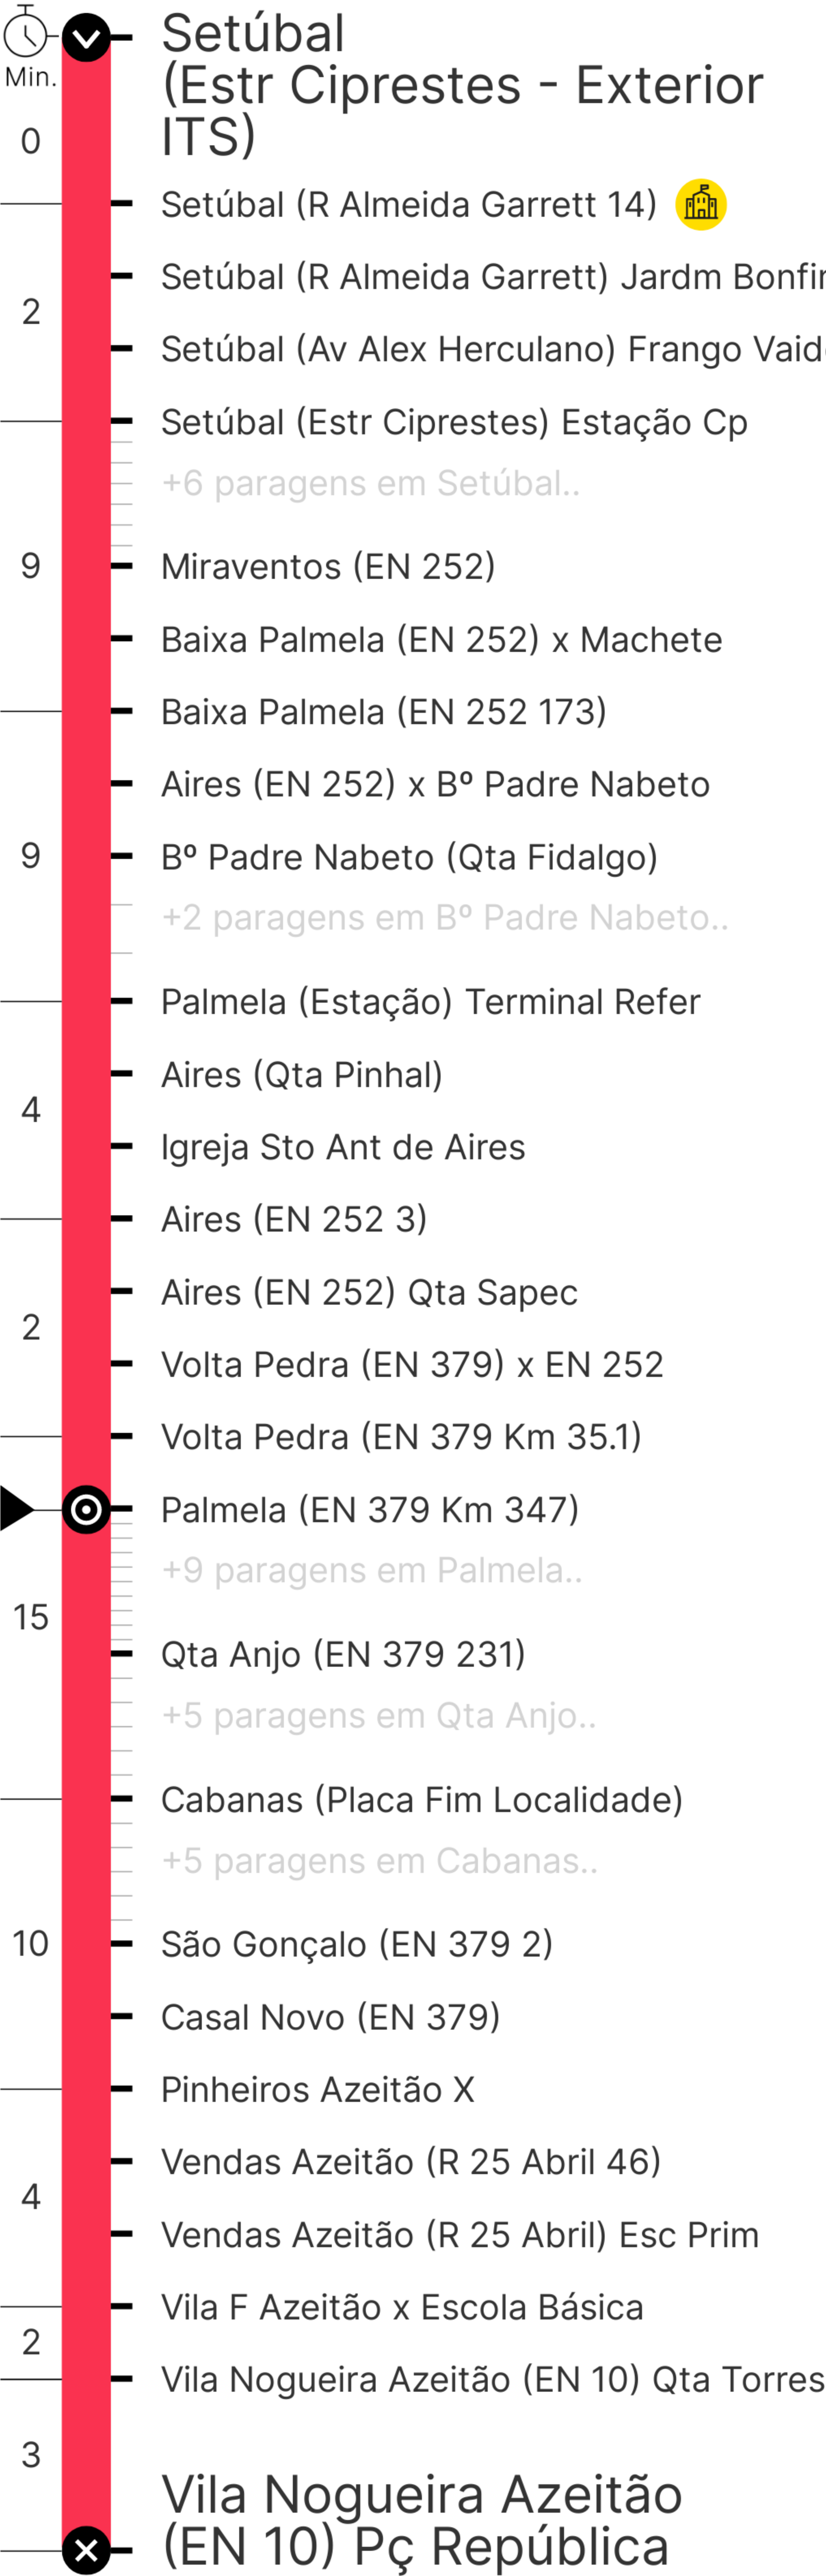 Min.
Setúbal
(Estr Ciprestes - Exterior
ITS)
0
Setúbal (R Almeida Garrett 14)
Setúbal (R Almeida Garrett) Jardm
2
Setúbal (Av Alex Herculano) Frango
Setúbal (Estr Ciprestes) Estação Cp
+6 paragens em Setúbal..
9
Miraventos (EN 252)
Baixa Palmela (EN 252) x Machete
Baixa Palmela (EN 252 173)
Aires (EN 252) x Bº Padre Nabeto
9
Bº Padre Nabeto (Qta Fidalgo)
+2 paragens em Bº Padre Nabeto..
Palmela (Estação) Terminal Refer
Aires (Qta Pinhal)
4
Igreja Sto Ant de Aires
Aires (EN 252 3)
Aires (EN 252) Qta Sapec
2
Volta Pedra (EN 379) x EN 252
Volta Pedra (EN 379 Km 35.1)
Palmela (EN 379 Km 347)
+9 paragens em Palmela..
15
Qta Anjo (EN 379 231)
+5 paragens em Qta Anjo..
Cabanas (Placa Fim Localidade)
+5 paragens em Cabanas..
10
São Gonçalo (EN 379 2)
Casal Novo (EN 379)
Pinheiros Azeitão X
Vendas Azeitão (R 25 Abril 46)
4
Vendas Azeitão (R 25 Abril) Esc Prim
Vila F Azeitão x Escola Básica
2
Vila Nogueira Azeitão (EN 10) Qta Torres
3
Vila Nogueira Azeitão
(EN 10) Pç República